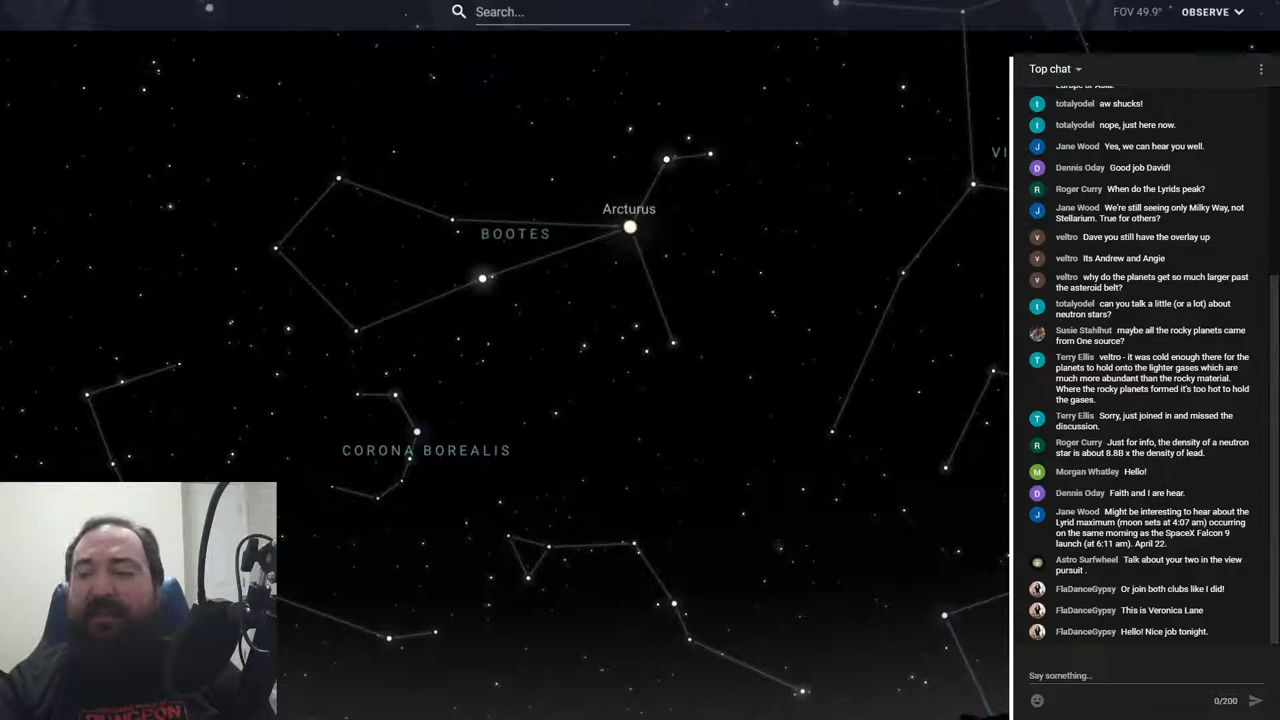 Search...
FOV 49.9°
OBSERVE
Arcturus
BOOTES
CORONA BOREALIS
VI
Top chat
Europe or Asia?
totalyodel aw shucks!
totalyodel nope, just here now.
Jane Wood Yes, we can hear you well.
Dennis Oday Good job David!
Roger Curry When do the Lyrids peak?
Jane Wood We're still seeing only Milky Way, not
Stellarium. True for others?
veltro Dave you still have the overlay up
veltro Its Andrew and Angie
veltro why do the planets get so much larger past
the asteroid belt?
totalyodel can you talk a little (or a lot) about
neutron stars?
Susie Stahlhut maybe all the rocky planets came
from One source?
Terry Ellis veltro - it was cold enough there for the
planets to hold onto the lighter gases which are
much more abundant than the rocky material.
Where the rocky planets formed it's too hot to hold
the gases.
Terry Ellis Sorry, just joined in and missed the
discussion.
Roger Curry Just for info, the density of a neutron
star is about 8.8B x the density of lead.
Morgan Whatley Hello!
Dennis Oday Faith and I are hear.
Jane Wood Might be interesting to hear about the
Lyrid maximum (moon sets at 4:07 am) occurring
on the same morning as the SpaceX Falcon 9
launch (at 6:11 am). April 22.
Astro Surfwheel Talk about your two in the view
pursuit .
FlaDanceGypsy Or join both clubs like I did!
FlaDanceGypsy This is Veronica Lane
FlaDanceGypsy Hello! Nice job tonight.
Say something...
0/200
DUNGEON